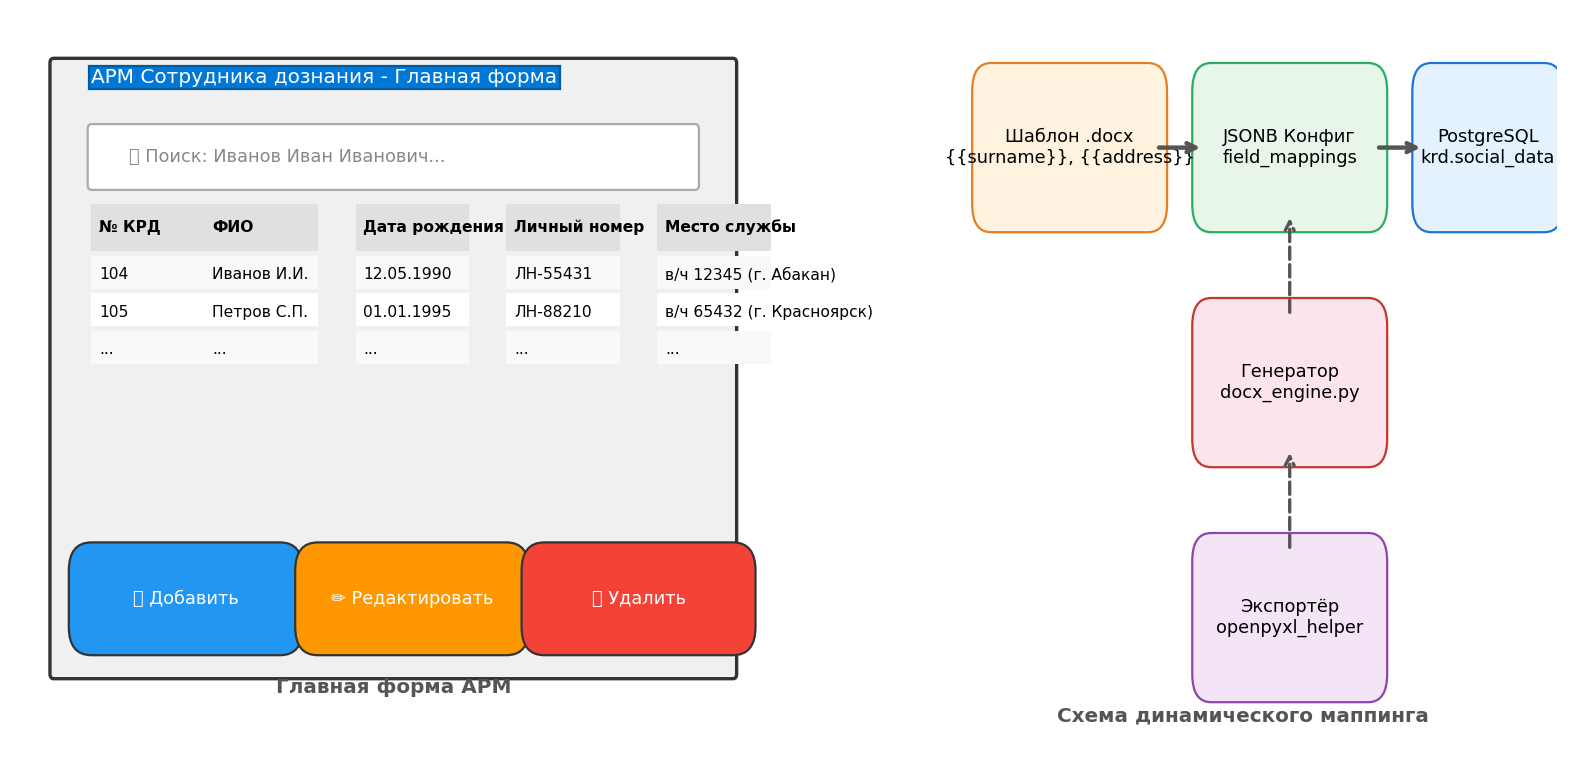 АРМ Сотрудника дознания - Главная форма
Поиск: Иванов Иван Иванович...
№ КРД ФИО Дата рождения Личный номер Место службы
104 Иванов И.И. 12.05.1990 ЛН-55431 в/ч 12345 (г. Абакан)
105 Петров С.П. 01.01.1995 ЛН-88210 в/ч 65432 (г. Красноярск)
... ... ... ... ...
Добавить
✏ Редактировать
Удалить
Главная форма АРМ
Шаблон .docx
{{surname}}, {{address}}
JSONB Конфиг
field_mappings
PostgreSQL
krd.social_data
Генератор
docx_engine.py
Экспортёр
openpyxl_helper
Схема динамического маппинга